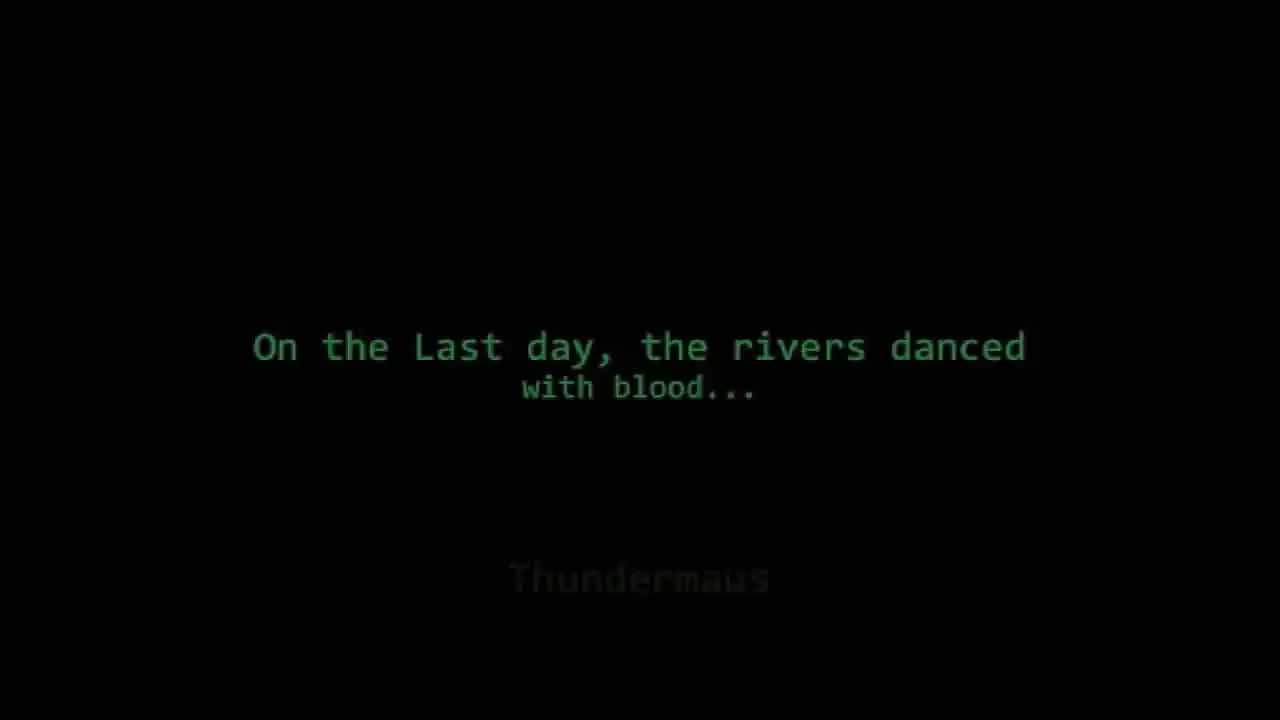 On the Last day, the rivers danced
with blood...
Thundermaus